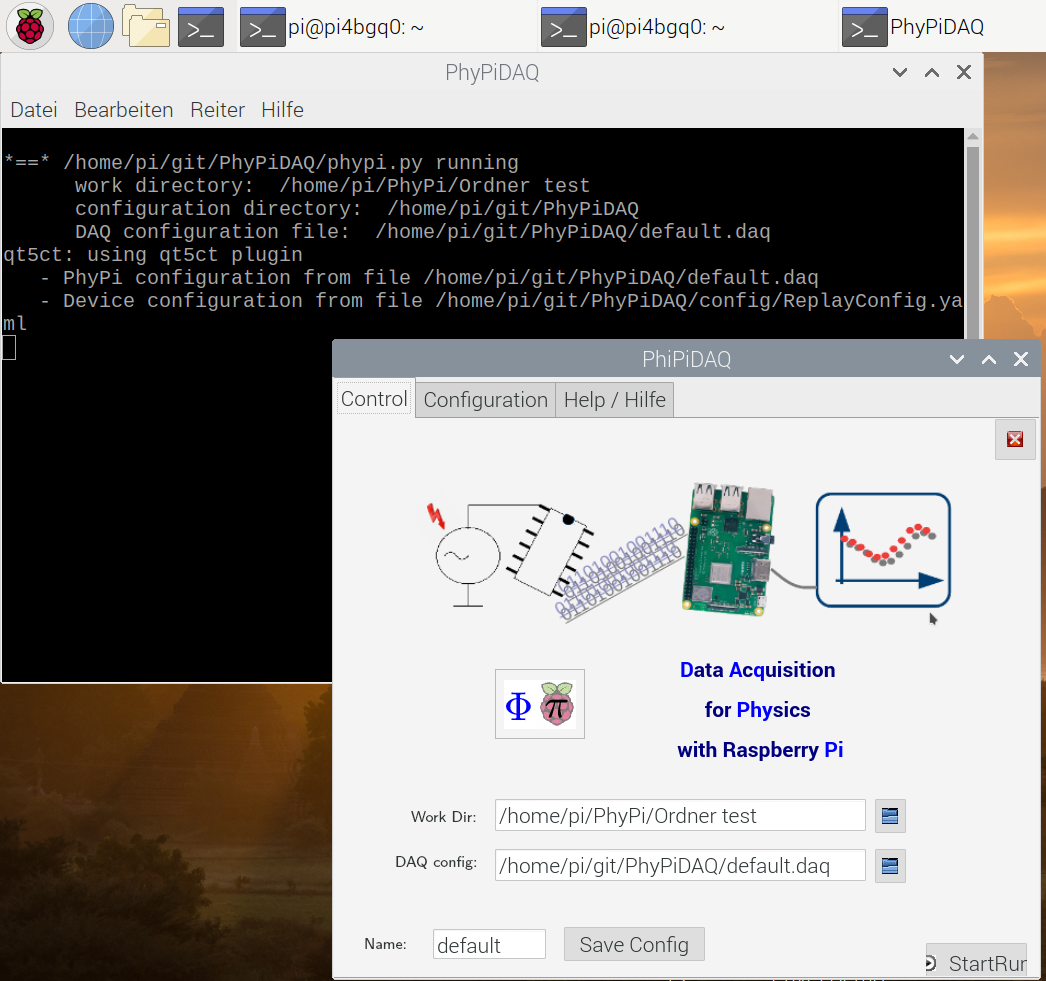 pi@pi4bgq0: ~
pi@pi4bgq0: ~
PhyPiDAQ
PhyPiDAQ
Datei Bearbeiten Reiter Hilfe
*==* /home/pi/git/PhyPiDAQ/phypi.py running
work directory: /home/pi/PhyPi/Ordner test
configuration directory: /home/pi/git/PhyPiDAQ
DAQ configuration file: /home/pi/git/PhyPiDAQ/default.daq
qt5ct: using qt5ct plugin
- PhyPi configuration from file /home/pi/git/PhyPiDAQ/default.daq
- Device configuration from file /home/pi/git/PhyPiDAQ/config/ReplayConfig.ya
ml
PhiPiDAQ
Control Configuration Help / Hilfe
Φ π
Data Acquisition
for Physics
with Raspberry Pi
Work Dir: /home/pi/PhyPi/Ordner test
DAQ config: /home/pi/git/PhyPiDAQ/default.daq
Name: default Save Config
StartRun